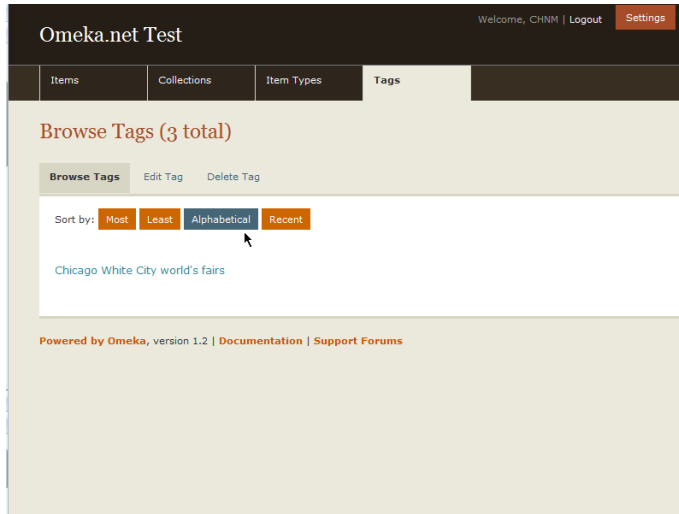 Welcome, CHNM | Logout Settings
Omeka.net Test
Items Collections Item Types Tags
Browse Tags (3 total)
Browse Tags Edit Tag Delete Tag
Sort by: Most Least Alphabetical Recent
Chicago White City world's fairs
Powered by Omeka, version 1.2 | Documentation | Support Forums